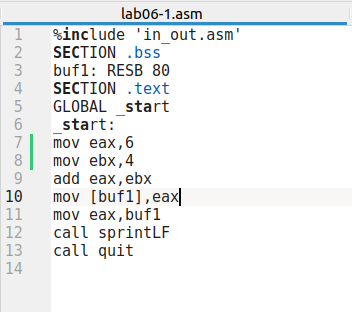 lab06-1.asm
1 %include 'in_out.asm'
2 SECTION .bss
3 buf1: RESB 80
4 SECTION .text
5 GLOBAL _start
6 _start:
7 mov eax,6
8 mov ebx,4
9 add eax,ebx
10 mov [buf1],eax
11 mov eax,buf1
12 call sprintLF
13 call quit
14